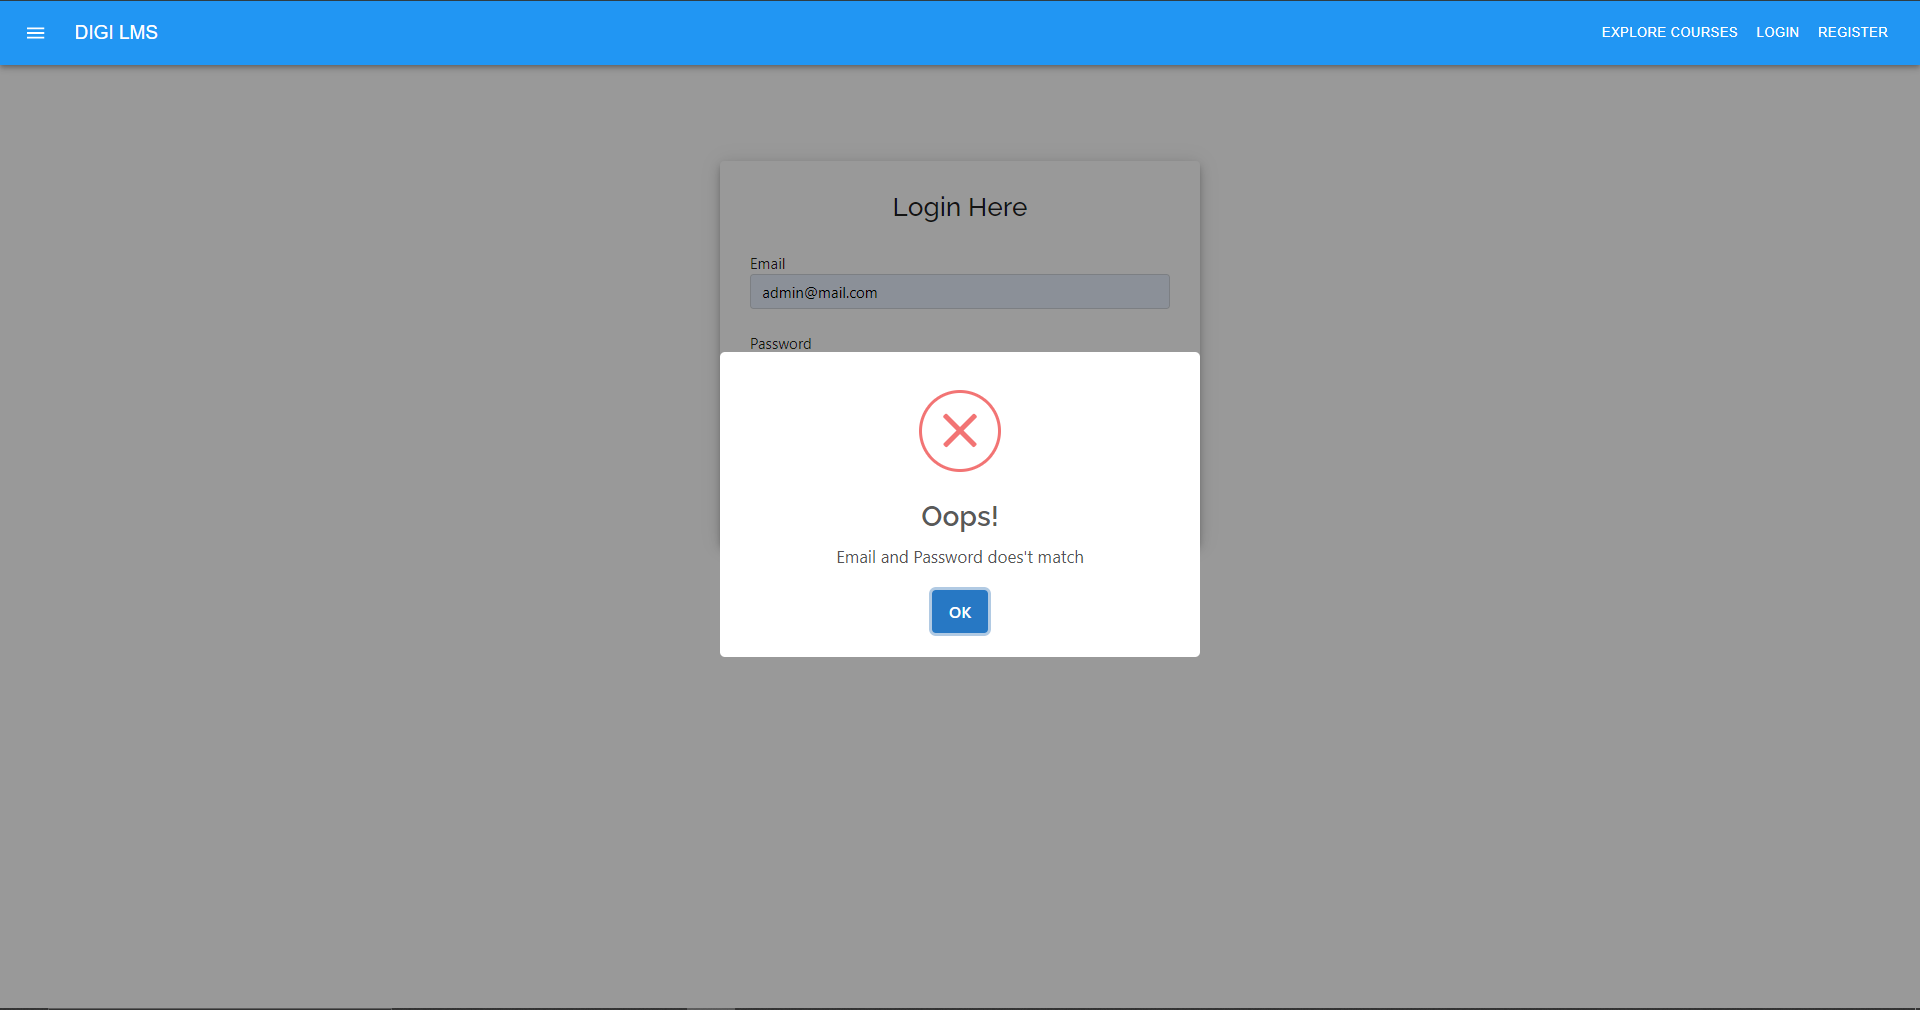 DIGI LMS
EXPLORE COURSES LOGIN REGISTER
Login Here
Email
admin@mail.com
Password
Oops!
Email and Password does't match
OK